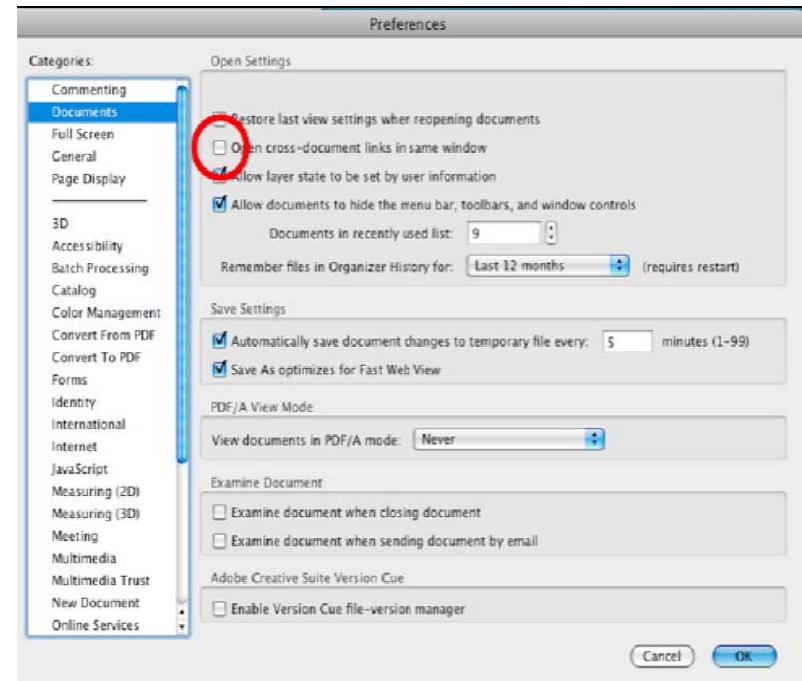 Preferences
Categories:
Commenting
Documents
Full Screen
General
Page Display
3D
Accessibility
Batch Processing
Catalog
Color Management
Convert From PDF
Convert To PDF
Forms
Identity
International
Internet
JavaScript
Measuring (2D)
Measuring (3D)
Meeting
Multimedia
Multimedia Trust
New Document
Online Services
Open Settings
Restore last view settings when reopening documents
Open cross-document links in same window
Allow layer state to be set by user information
Allow documents to hide the menu bar, toolbars, and window controls
Documents in recently used list: 9
Remember files in Organizer History for: Last 12 months (requires restart)
Save Settings
Automatically save document changes to temporary file every: 5 minutes (1-99)
Save As optimizes for Fast Web View
PDF/A View Mode
View documents in PDF/A mode: Never
Examine Document
Examine document when closing document
Examine document when sending document by email
Adobe Creative Suite Version Cue
Enable Version Cue file-version manager
Cancel OK